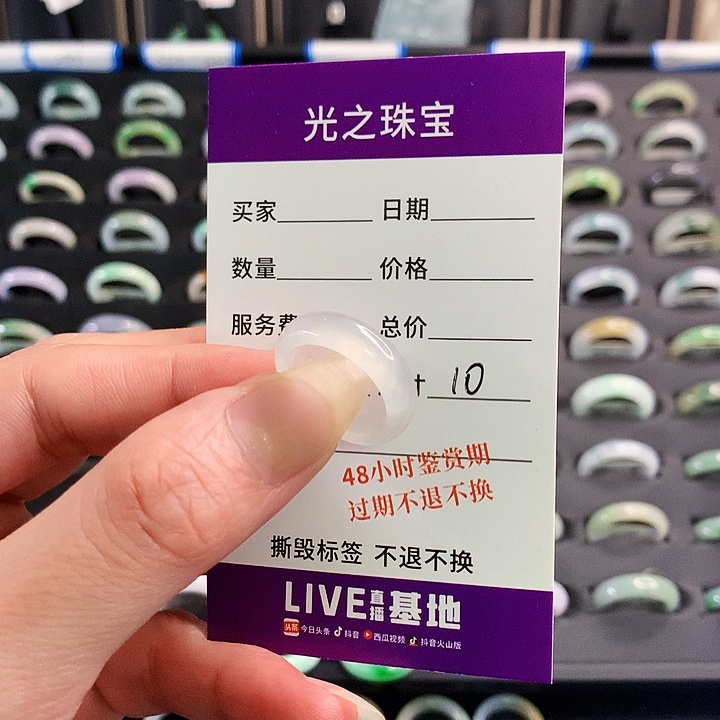 光之珠宝
买家 日期
数量 价格
服务费 总价
10
48小时鉴赏期
过期不退不换
撕毁标签 不退不换
LIVE直播基地
头条 今日头条 抖音 西瓜视频 抖音火山版